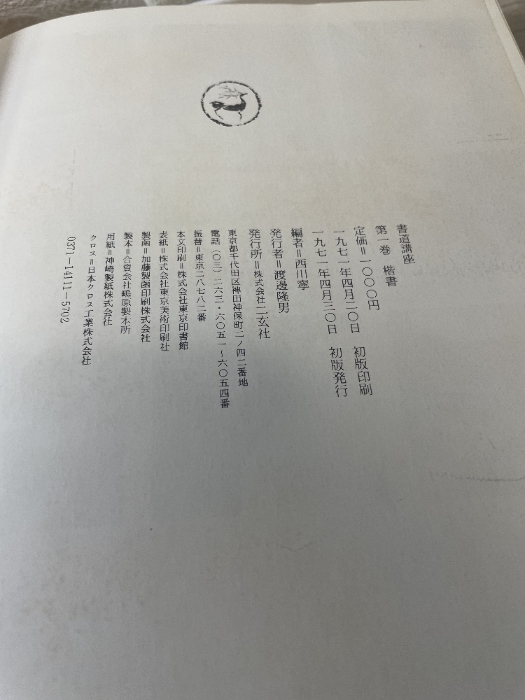 書道講座
第一巻 楷書
定価＝一〇〇〇円
一九七一年四月二〇日 初版印刷
一九七一年四月三〇日 初版発行
編者＝西川寧
発行者＝渡邊隆男
発行所＝株式会社二玄社
東京都千代田区神田神保町二ノ四二番地
電話（〇三）二六三・六〇五一〜六〇五四番
振替＝東京二八七八二番
本文印刷＝株式会社東京印書館
表紙＝株式会社東京美術印刷社
製函＝加藤製函印刷株式会社
製本＝合資会社嶋原製本所
用紙＝神崎製紙株式会社
クロス＝日本クロス工業株式会社
0371-14111-5702